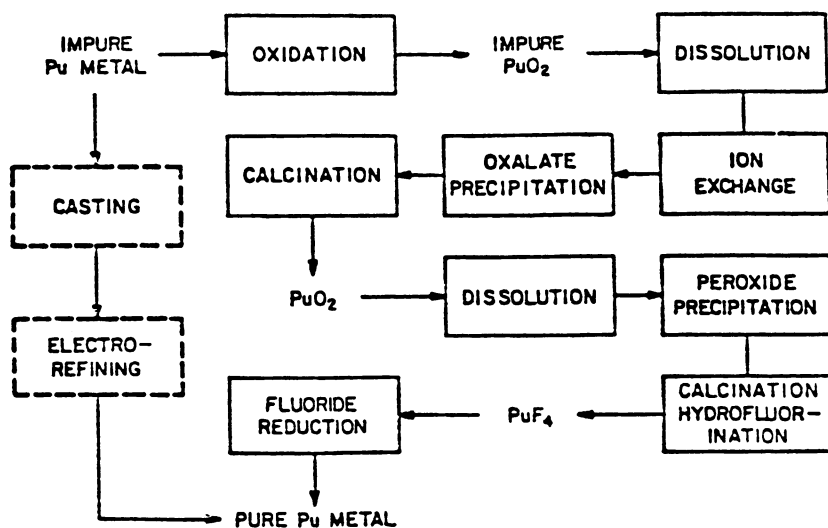 IMPURE
Pu METAL
OXIDATION
IMPURE
PuO₂
DISSOLUTION
CASTING
CALCINATION
OXALATE
PRECIPITATION
ION
EXCHANGE
PuO₂
DISSOLUTION
PEROXIDE
PRECIPITATION
ELECTRO-
REFINING
FLUORIDE
REDUCTION
PuF₄
CALCINATION
HYDROFLUOR-
INATION
PURE Pu METAL